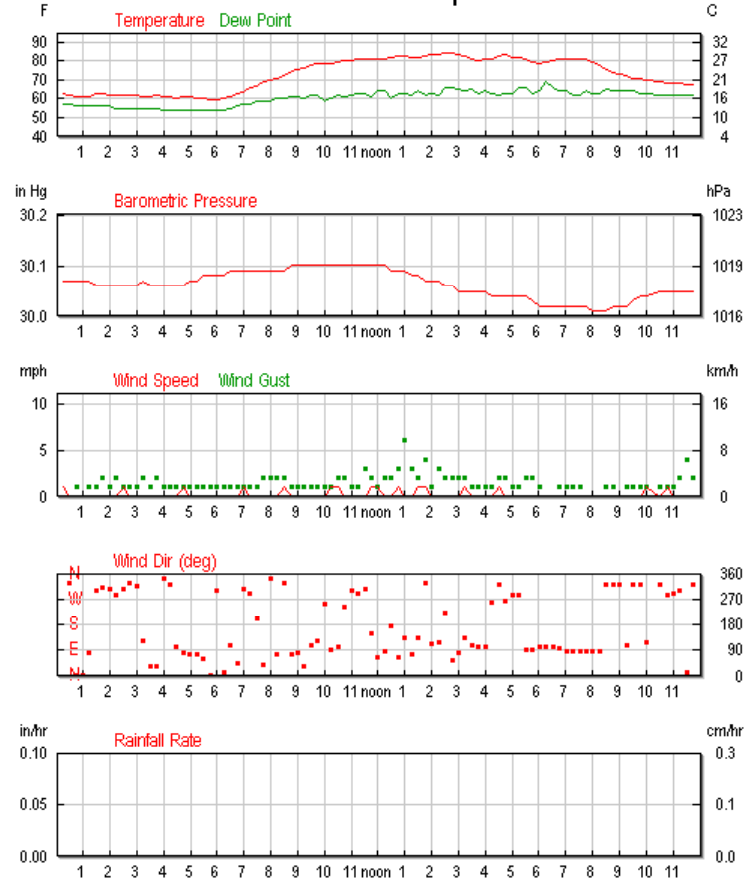 F C
Temperature Dew Point
90 32
80 27
70 21
60 16
50 10
40 4
1 2 3 4 5 6 7 8 9 10 11 noon 1 2 3 4 5 6 7 8 9 10 11
in Hg hPa
Barometric Pressure
30.2 1023
30.1 1019
30.0 1016
1 2 3 4 5 6 7 8 9 10 11 noon 1 2 3 4 5 6 7 8 9 10 11
mph km/h
Wind Speed Wind Gust
10 16
5 8
0 0
1 2 3 4 5 6 7 8 9 10 11 noon 1 2 3 4 5 6 7 8 9 10 11
Wind Dir (deg)
N 360
W 270
S 180
E 90
N 0
1 2 3 4 5 6 7 8 9 10 11 noon 1 2 3 4 5 6 7 8 9 10 11
in/hr cm/hr
Rainfall Rate
0.10 0.3
0.05 0.1
0.00 0.0
1 2 3 4 5 6 7 8 9 10 11 noon 1 2 3 4 5 6 7 8 9 10 11